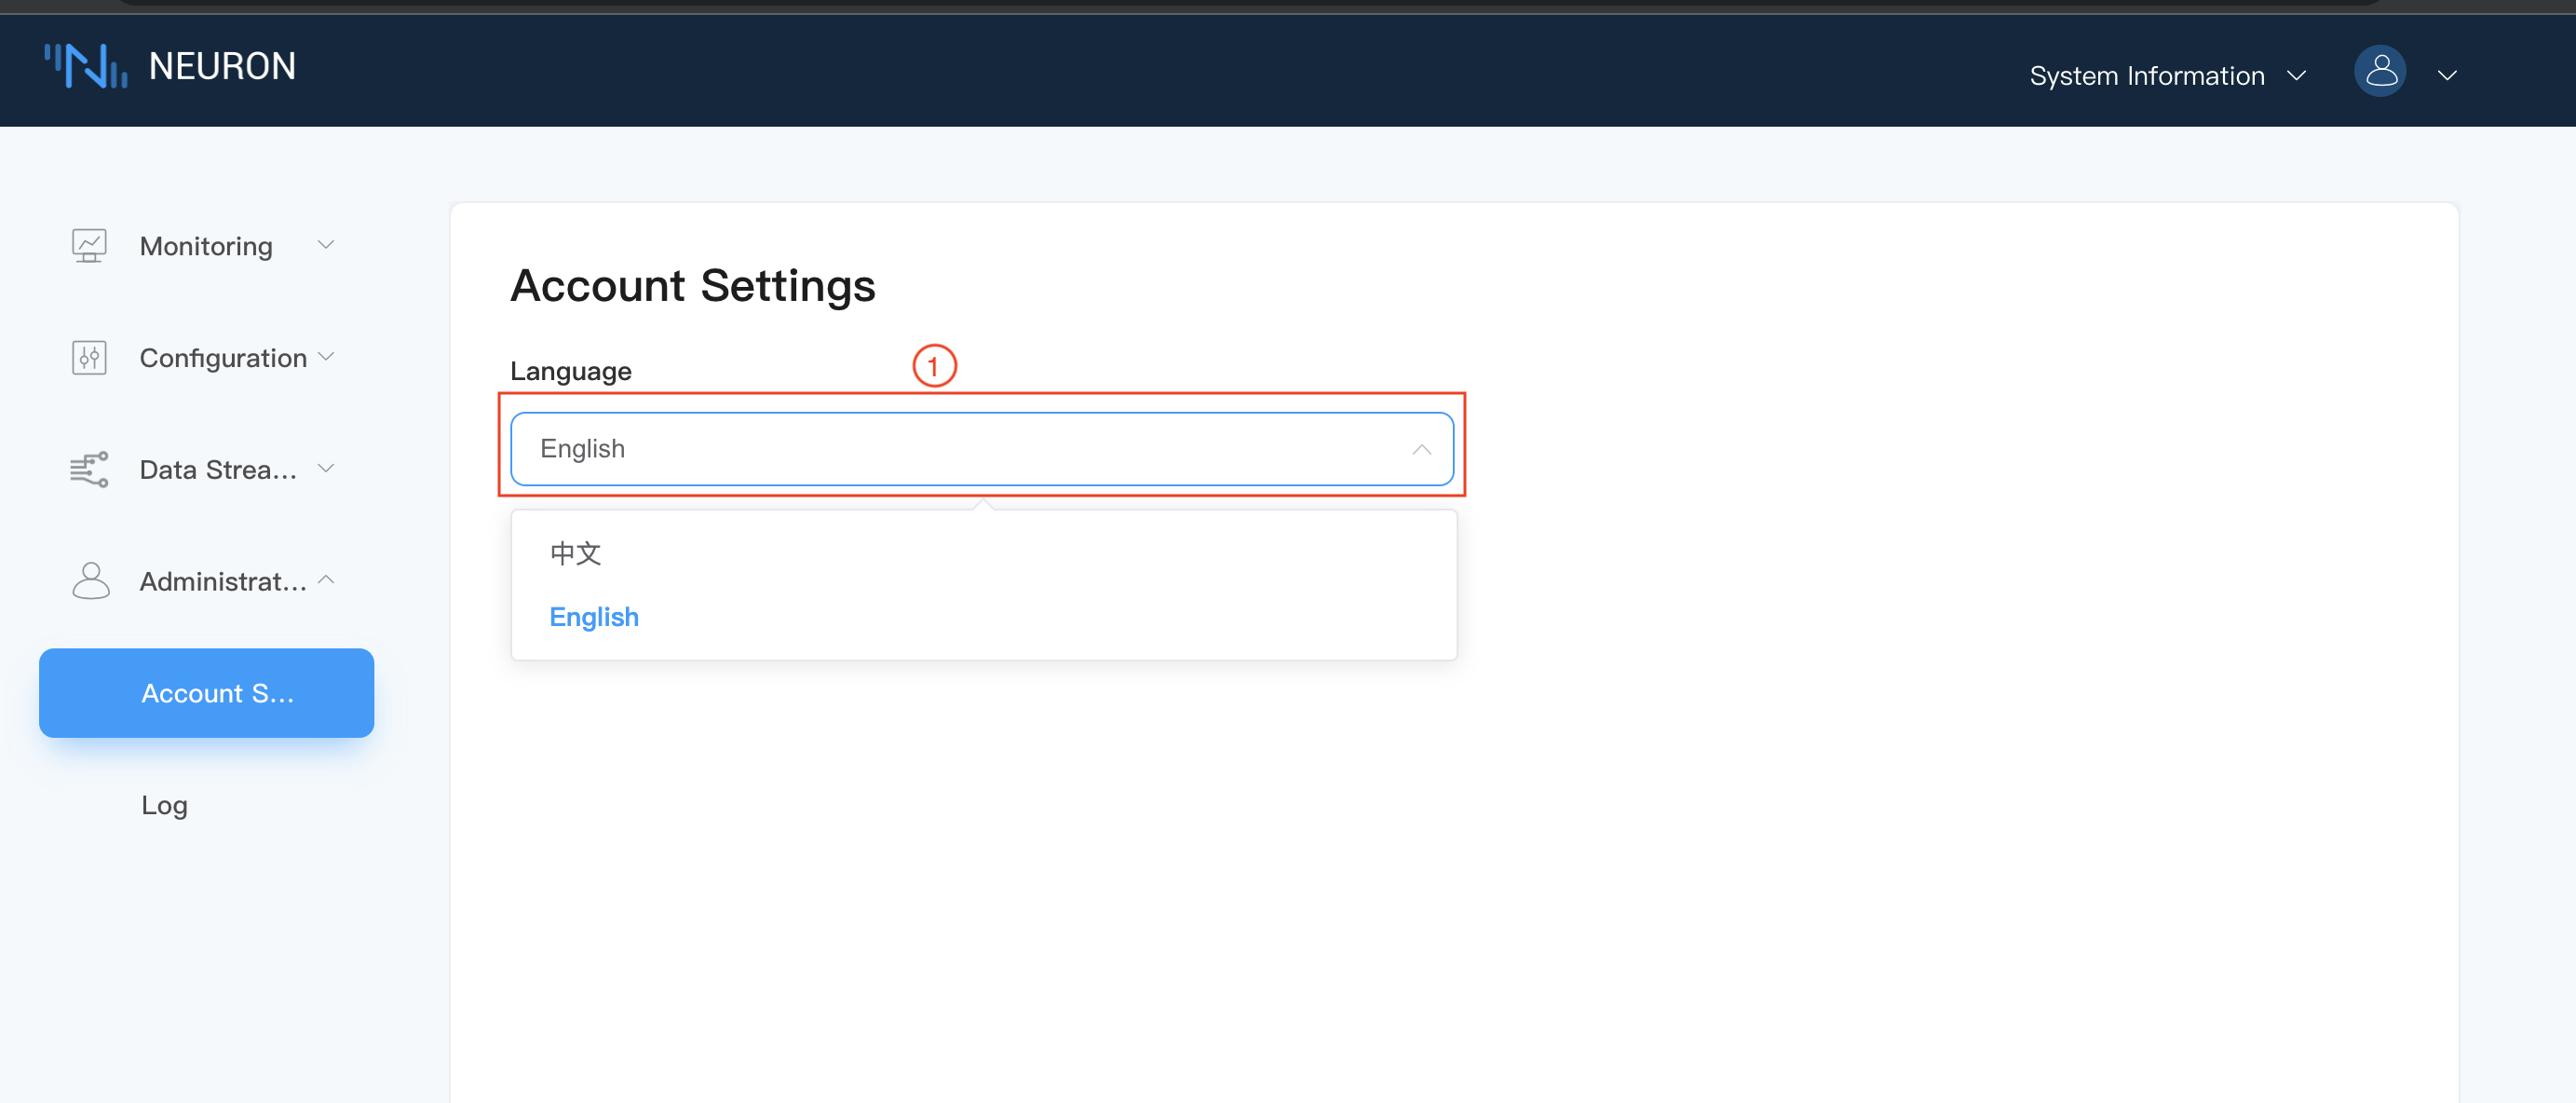 NEURON
System Information
Monitoring
Configuration
Data Strea...
Administrat...
Account S...
Log
Account Settings
Language
1
English
中文
English